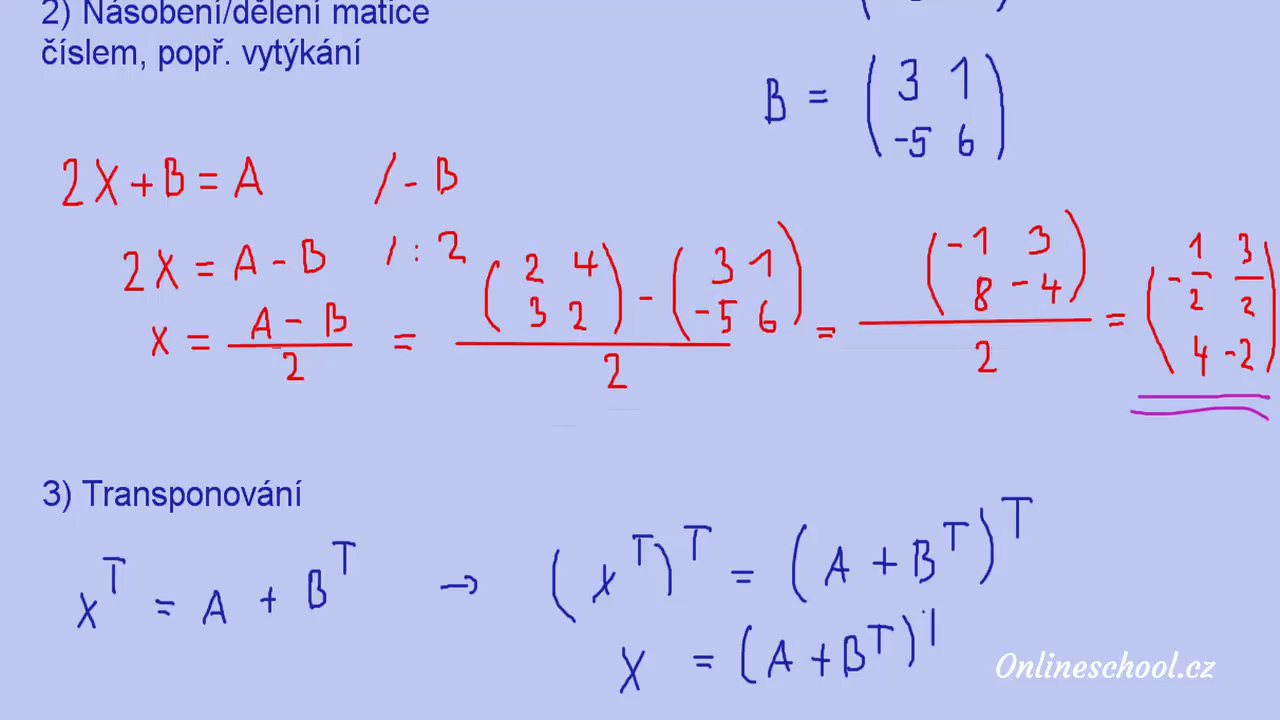 2) Násobení/dělení matice
číslem, popř. vytýkání
B = ( 3 1
-5 6 )
2X + B = A / - B
2X = A - B / : 2
x = A - B / 2 = ( 2 4 3 2 ) - ( 3 1 -5 6 ) / 2 = ( -1 3 8 -4 ) / 2 = ( -1/2 3/2 4 -2 )
3) Transponování
x^T = A + B^T → (x^T)^T = (A + B^T)^T
X = (A + B^T)
Onlineschool.cz